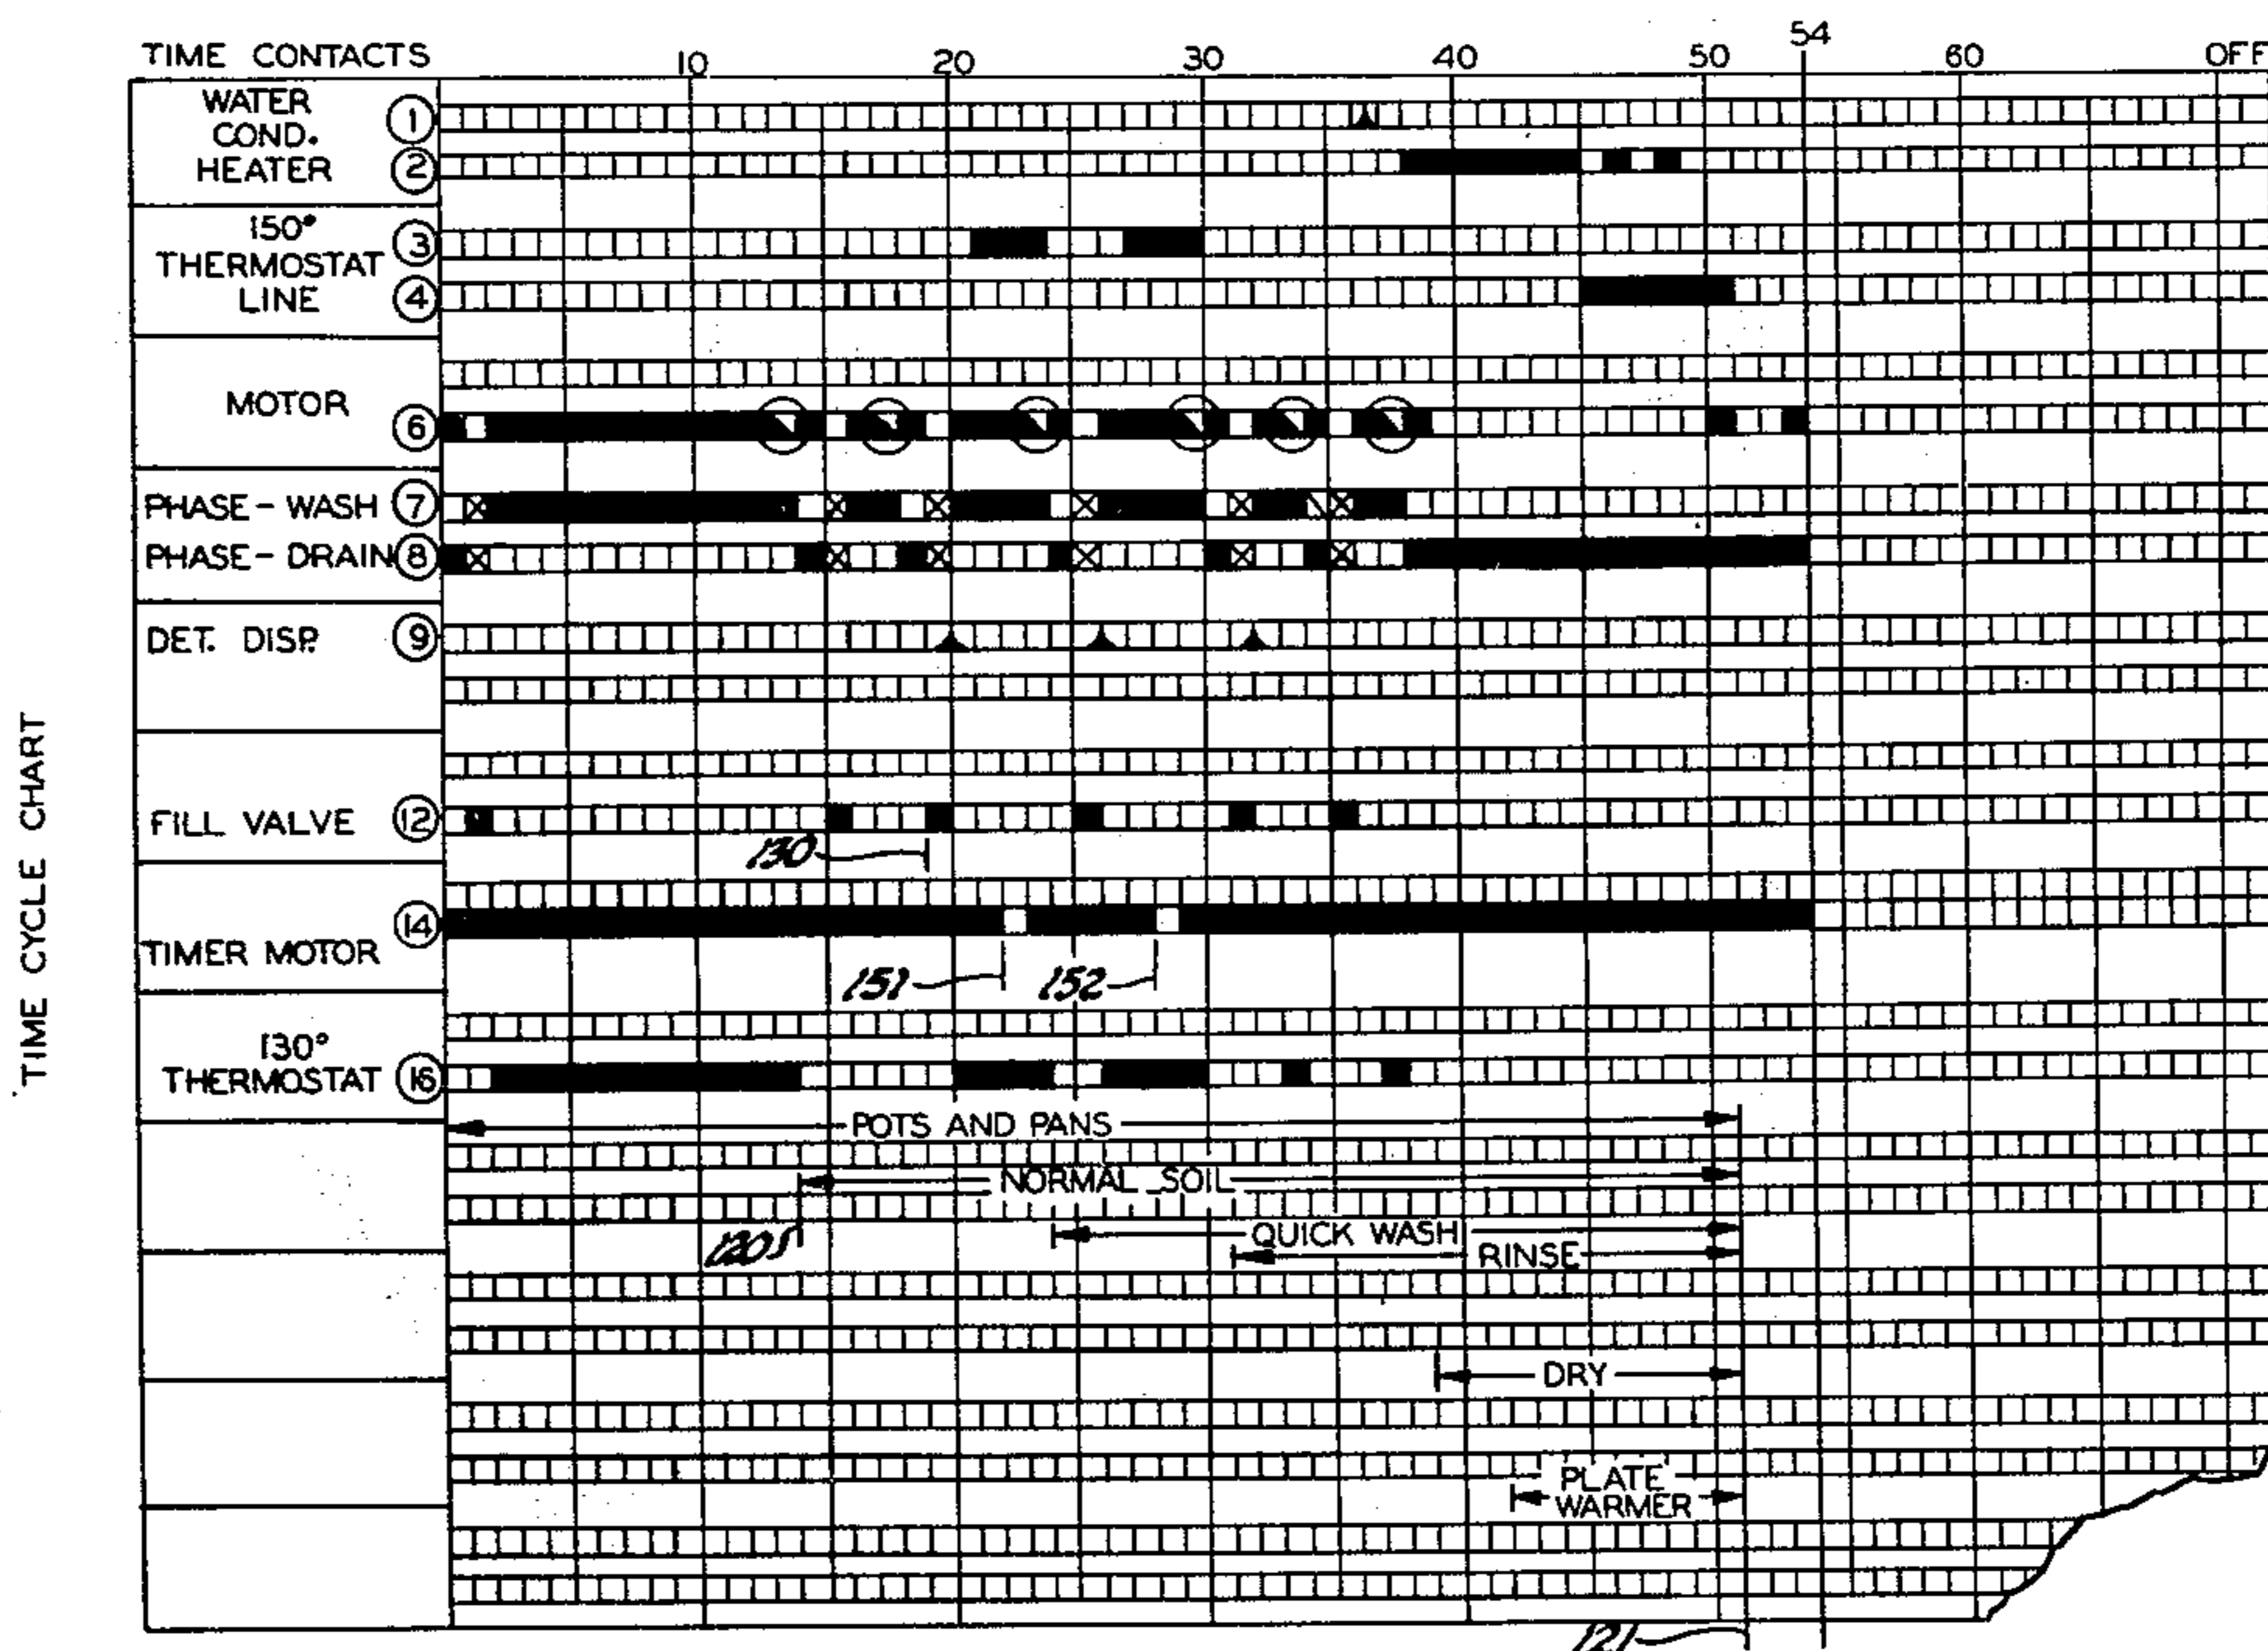 TIME CONTACTS 10 20 30 40 50 54 60 OFF
WATER
COND. 1
HEATER 2
150°
THERMOSTAT 3
LINE 4
MOTOR 6
PHASE-WASH 7
PHASE-DRAIN 8
DET. DISP. 9
TIME CYCLE CHART
FILL VALVE 12
130
14
TIMER MOTOR
151 152
130°
THERMOSTAT 16
POTS AND PANS
NORMAL SOIL
120
QUICK WASH
RINSE
DRY
PLATE
WARMER
121